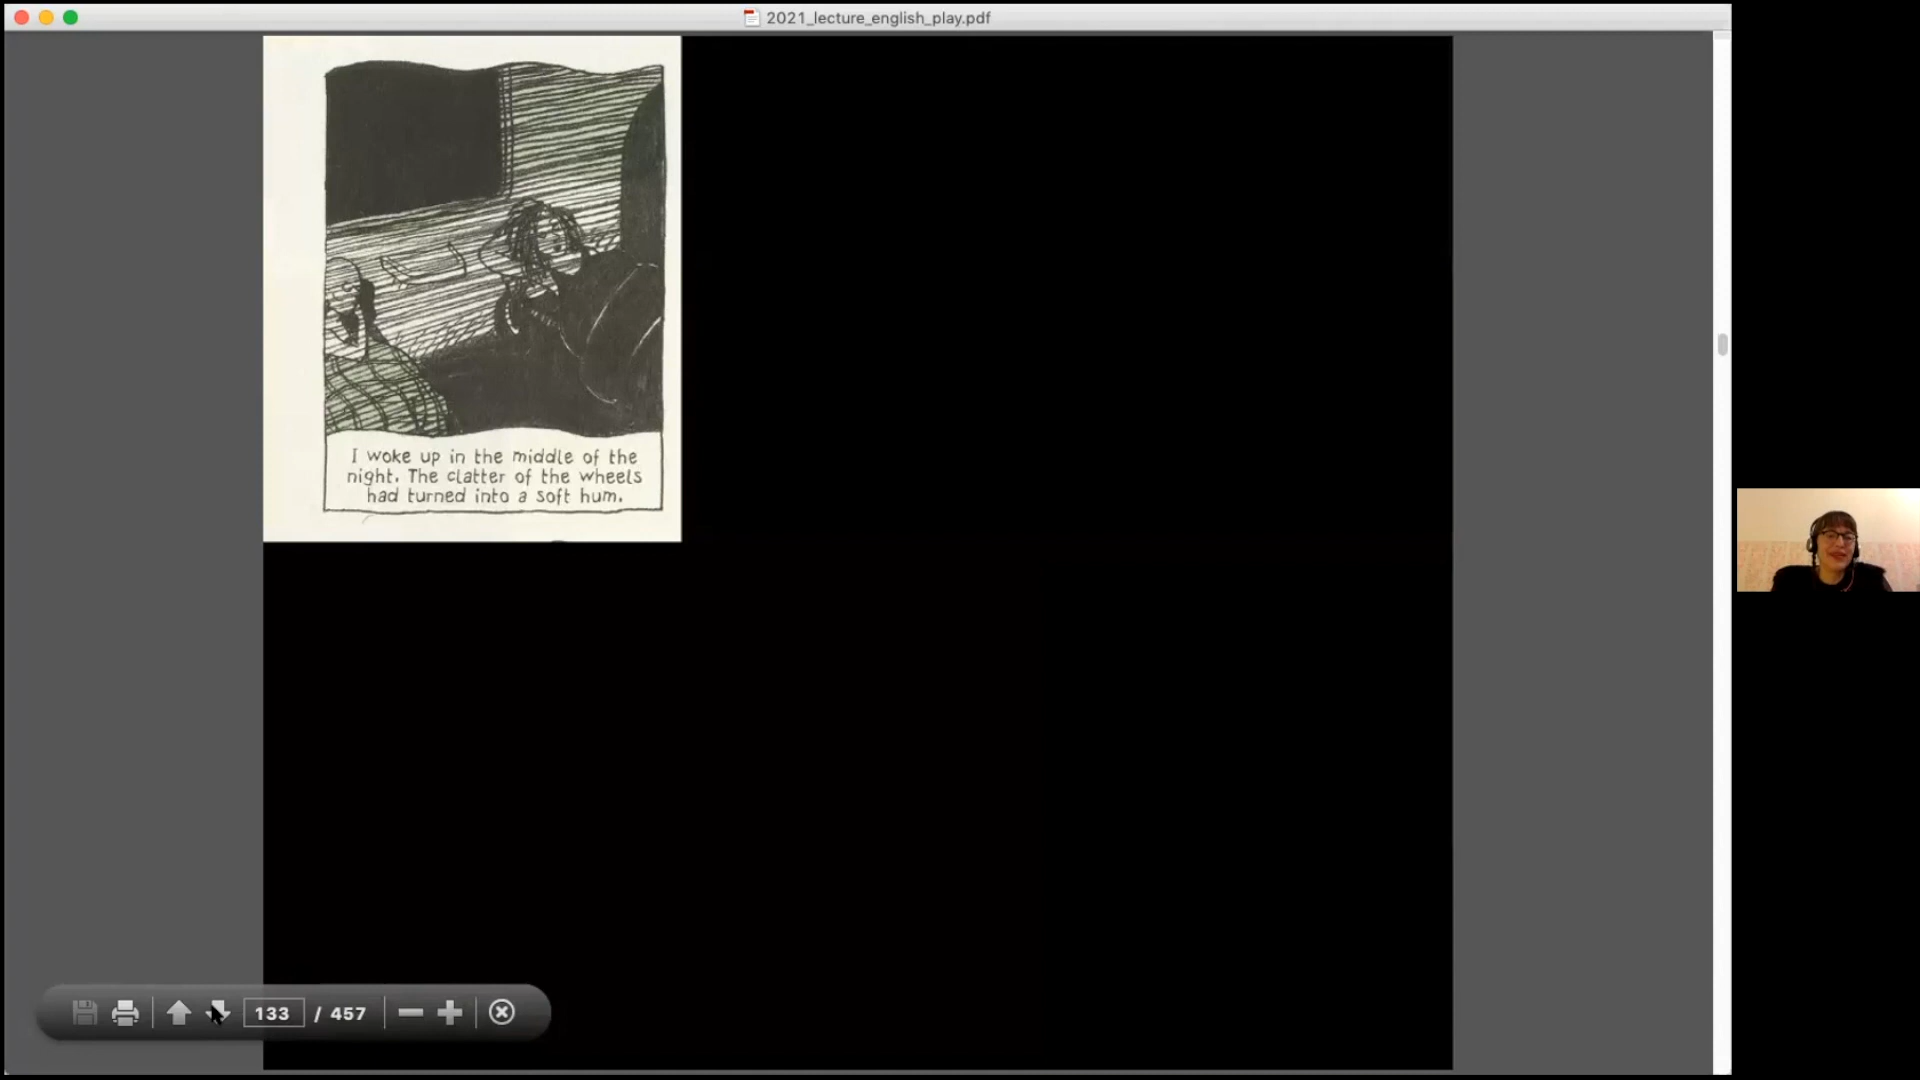 2021_lecture_english_play.pdf
I woke up in the middle of the
night. The clatter of the wheels
had turned into a soft hum.
133 / 457